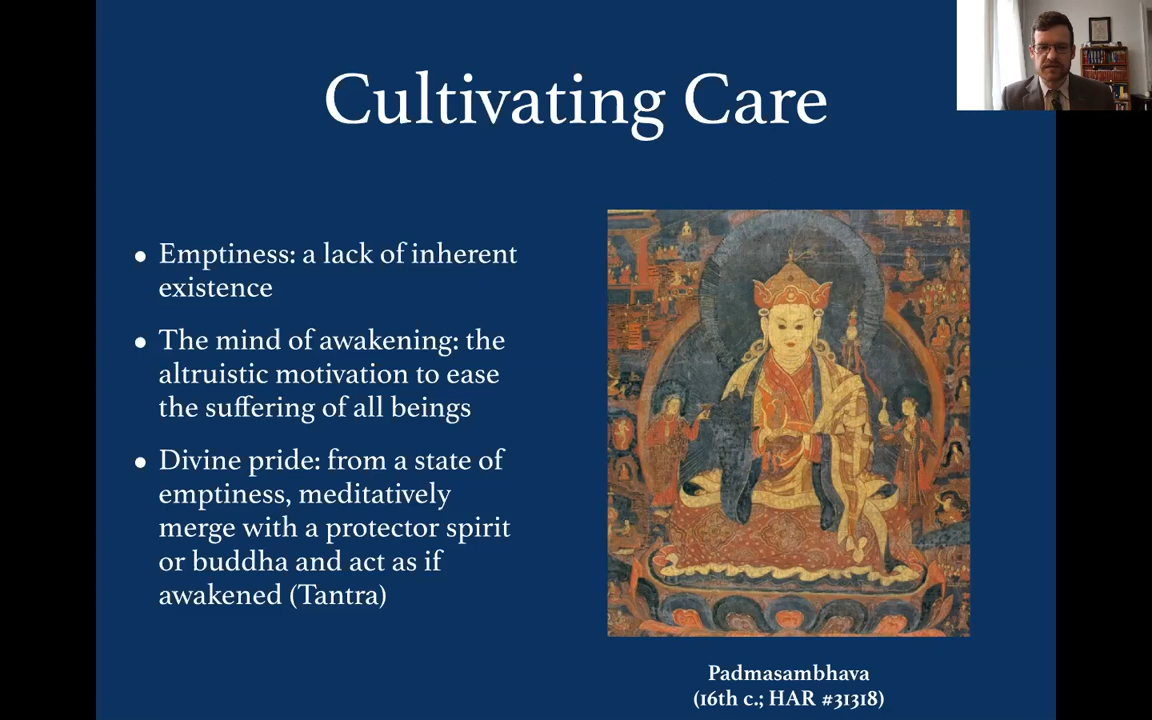 Cultivating Care
• Emptiness: a lack of inherent
existence
• The mind of awakening: the
altruistic motivation to ease
the suffering of all beings
• Divine pride: from a state of
emptiness, meditatively
merge with a protector spirit
or buddha and act as if
awakened (Tantra)
Padmasambhava
(16th c.; HAR #31318)